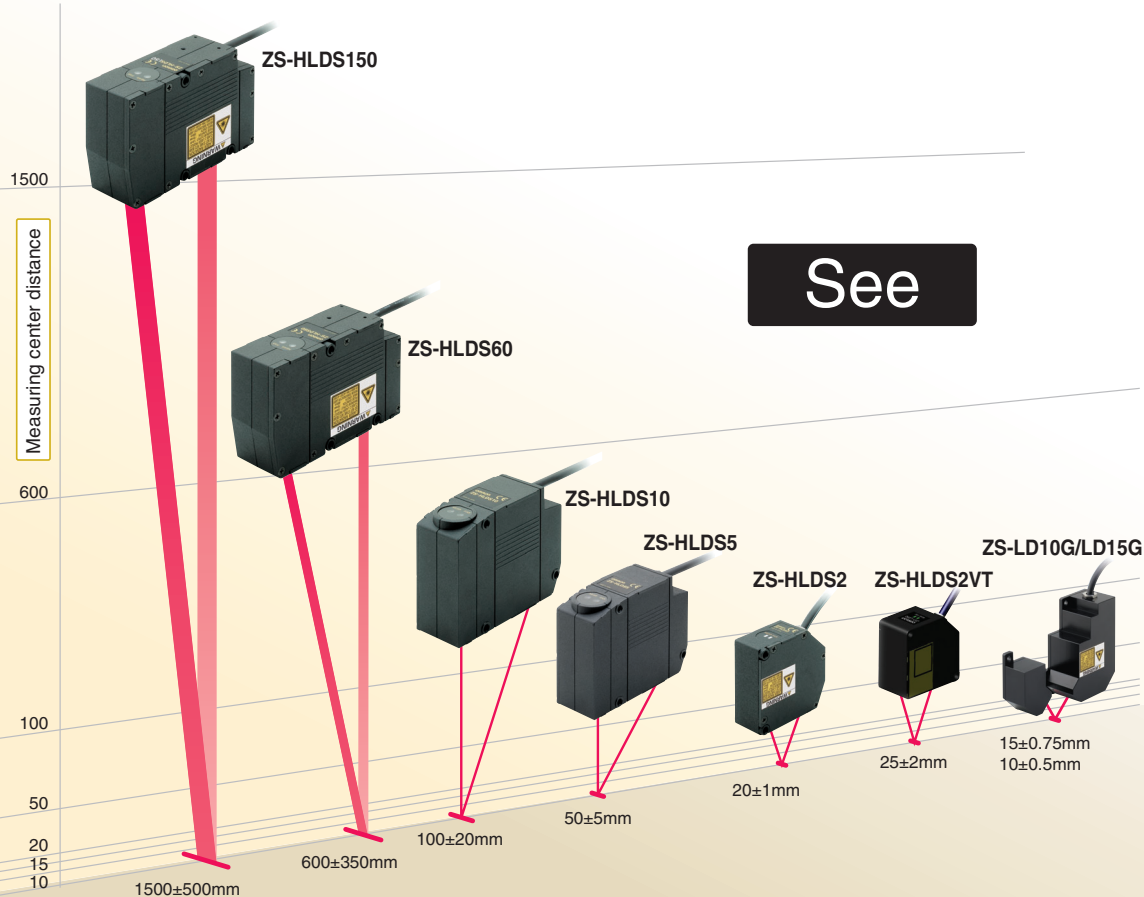 ZS-HLDS150
1500
Measuring center distance
See
ZS-HLDS60
WARNING
600
ZS-HLDS10
ZS-HLDS5
ZS-HLDS2
ZS-HLDS2VT
ZS-LD10G/LD15G
100
50
20
15
10
1500±500mm
600±350mm
100±20mm
50±5mm
20±1mm
25±2mm
15±0.75mm
10±0.5mm